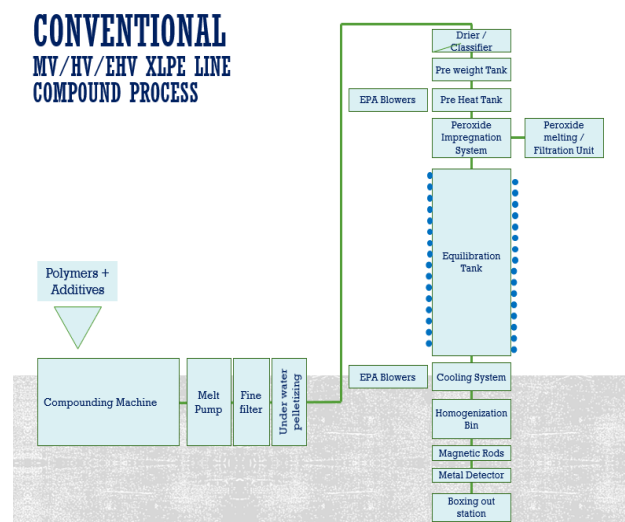 CONVENTIONAL
MV/HV/EHV XLPE LINE
COMPOUND PROCESS
Drier /
Classifier
Pre weight Tank
EPA Blowers
Pre Heat Tank
Peroxide
Impregnation
System
Peroxide
melting /
Filtration Unit
Equilibration
Tank
Polymers +
Additives
Compounding Machine
Melt
Pump
Fine
filter
Under water
pelletizing
EPA Blowers
Cooling System
Homogenization
Bin
Magnetic Rods
Metal Detector
Boxing out
station